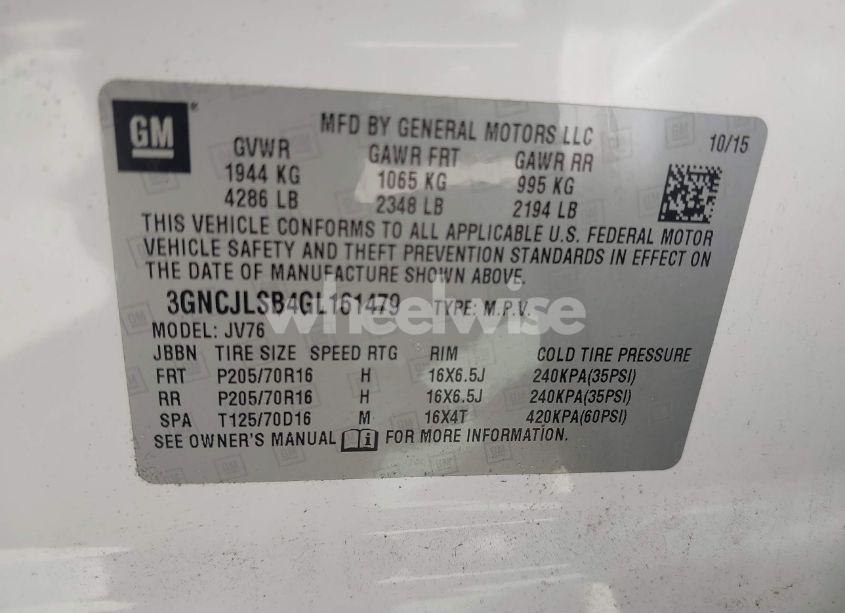 GM
MFD BY GENERAL MOTORS LLC 10/15
GVWR GAWR FRT GAWR RR
1944 KG 1065 KG 995 KG
4286 LB 2348 LB 2194 LB
THIS VEHICLE CONFORMS TO ALL APPLICABLE U.S. FEDERAL MOTOR
VEHICLE SAFETY AND THEFT PREVENTION STANDARDS IN EFFECT ON
THE DATE OF MANUFACTURE SHOWN ABOVE.
3GNCJLSB4GL161479 TYPE: M.P.V.
wheelwise
MODEL: JV76
JBBN TIRE SIZE SPEED RTG RIM COLD TIRE PRESSURE
FRT P205/70R16 H 16X6.5J 240KPA(35PSI)
RR P205/70R16 H 16X6.5J 240KPA(35PSI)
SPA T125/70D16 M 16X4T 420KPA(60PSI)
SEE OWNER'S MANUAL FOR MORE INFORMATION.